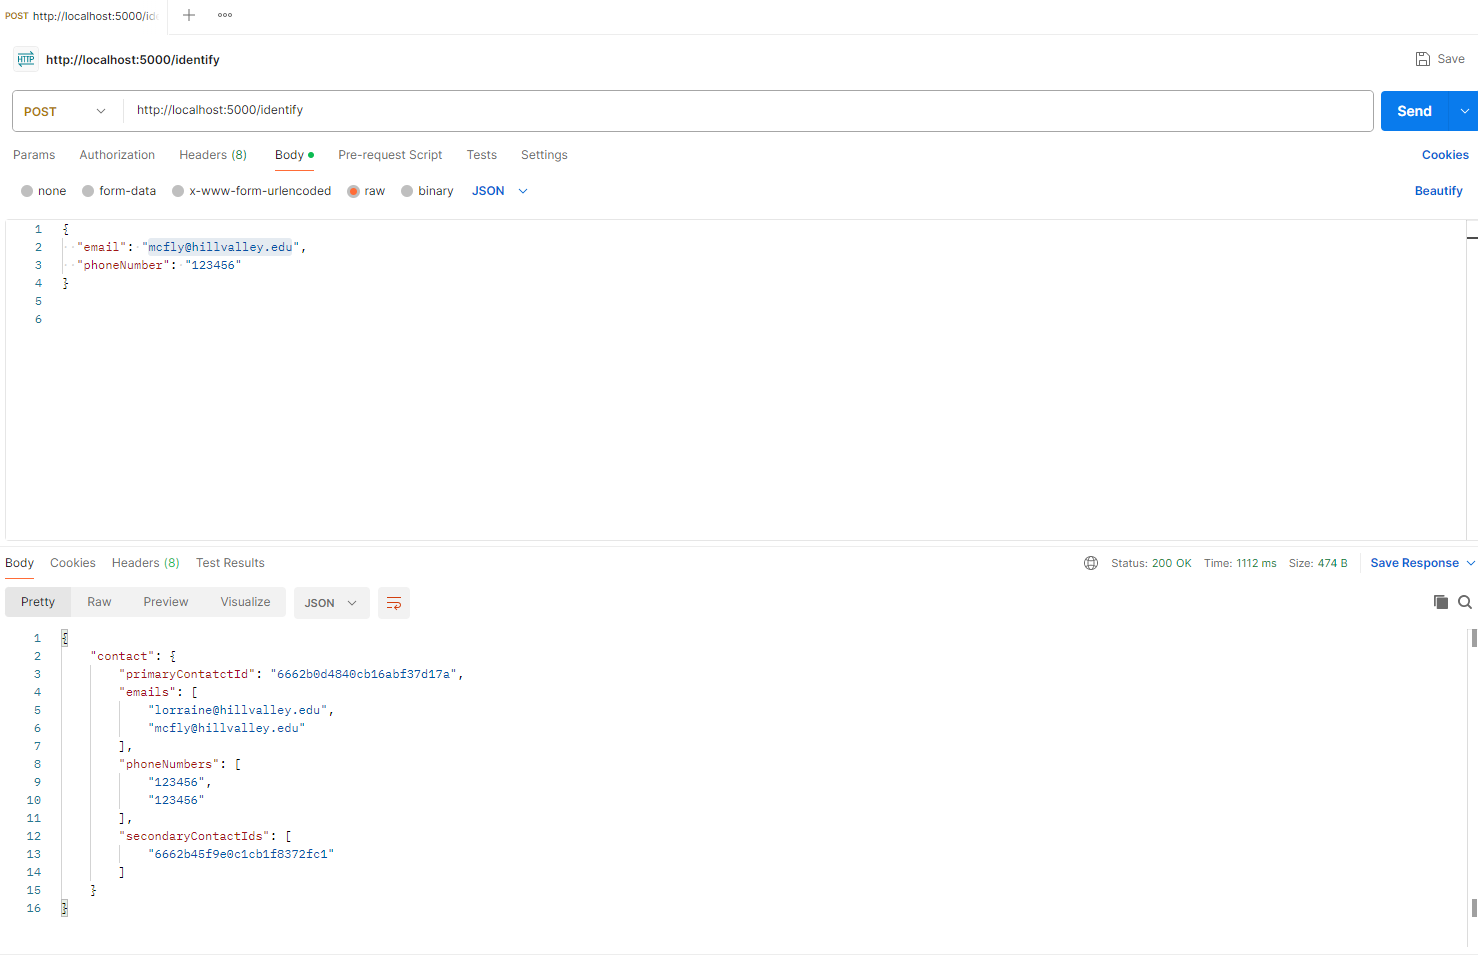 POST http://localhost:5000/ide
HTTP http://localhost:5000/identify
Save
POST http://localhost:5000/identify Send
Params Authorization Headers (8) Body Pre-request Script Tests Settings Cookies
none form-data x-www-form-urlencoded raw binary JSON Beautify
1 {
2 "email": "mcfly@hillvalley.edu",
3 "phoneNumber": "123456"
4 }
5
6
Body Cookies Headers (8) Test Results Status: 200 OK Time: 1112 ms Size: 474 B Save Response
Pretty Raw Preview Visualize JSON
1 {
2 "contact": {
3 "primaryContatctId": "6662b0d4840cb16abf37d17a",
4 "emails": [
5 "lorraine@hillvalley.edu",
6 "mcfly@hillvalley.edu"
7 ],
8 "phoneNumbers": [
9 "123456",
10 "123456"
11 ],
12 "secondaryContactIds": [
13 "6662b45f9e0c1cb1f8372fc1"
14 ]
15 }
16 }